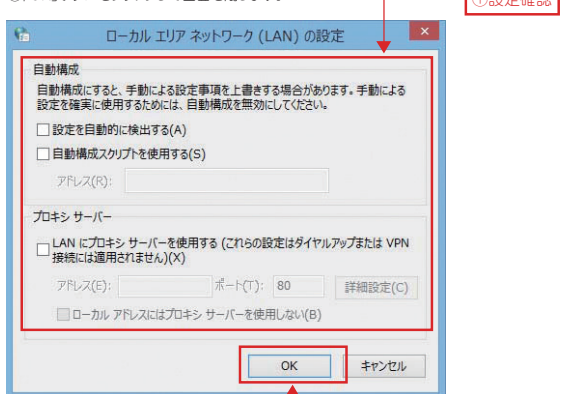 ①設定確認
ローカル エリア ネットワーク (LAN) の設定
自動構成
自動構成にすると、手動による設定事項を上書きする場合があります。手動による
設定を確実に使用するためには、自動構成を無効にしてください。
設定を自動的に検出する(A)
自動構成スクリプトを使用する(S)
アドレス(R):
プロキシ サーバー
LAN にプロキシ サーバーを使用する (これらの設定はダイヤルアップまたは VPN
接続には適用されません)(X)
アドレス(E): ポート(T): 80 詳細設定(C)
ローカル アドレスにはプロキシ サーバーを使用しない(B)
OK キャンセル